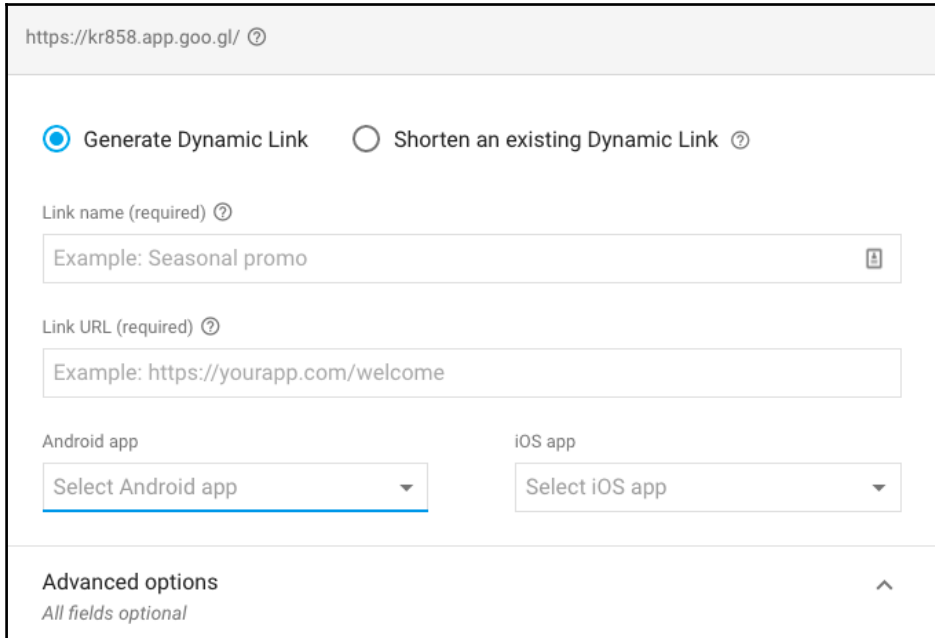 https://kr858.app.goo.gl/
Generate Dynamic Link Shorten an existing Dynamic Link
Link name (required)
Example: Seasonal promo
Link URL (required)
Example: https://yourapp.com/welcome
Android app iOS app
Select Android app Select iOS app
Advanced options
All fields optional